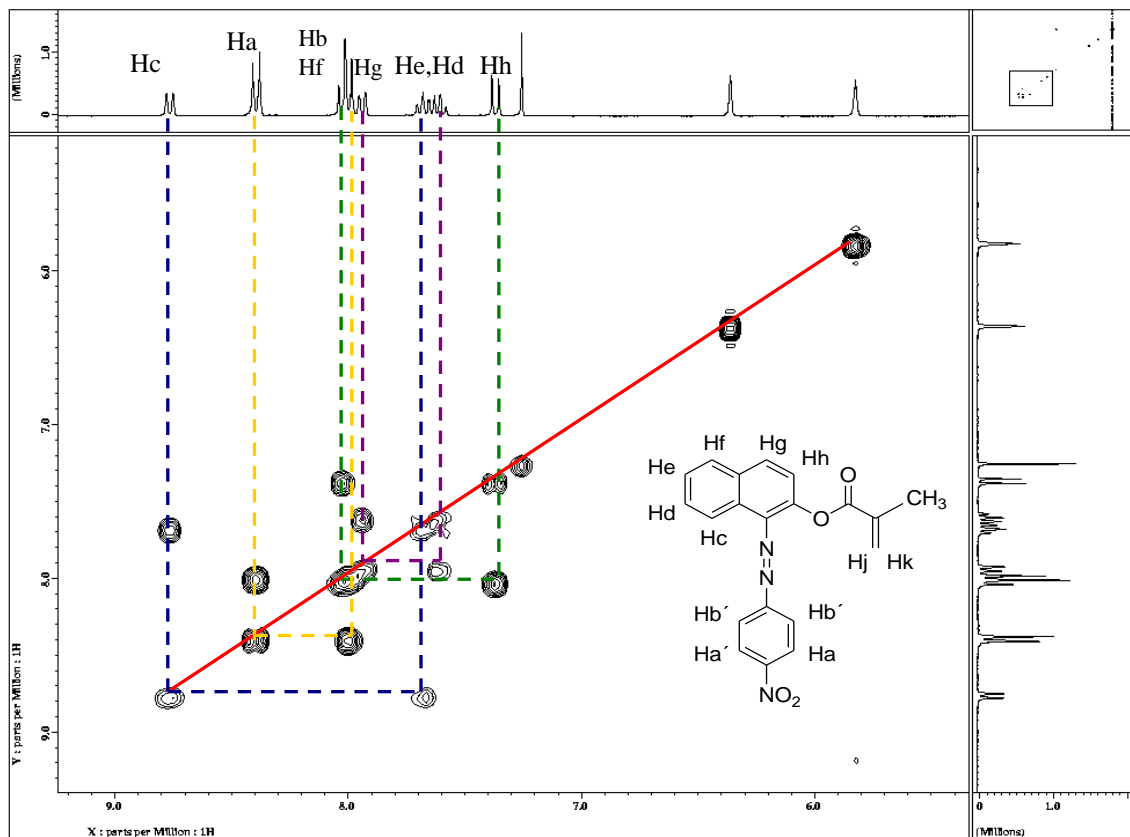 Hc
Ha
Hb
Hf
Hg
He,Hd
Hh
(Millions)
1.0
0
6.0
7.0
8.0
9.0
Y : parts per Million : 1H
9.0 8.0 7.0 6.0
X : parts per Million : 1H
0 1.0
(Millions)
Hf
Hg
He
Hh
O
CH3
Hd
O
Hc
N
Hj
Hk
N
Hb´
Hb´
Ha´
Ha
NO2